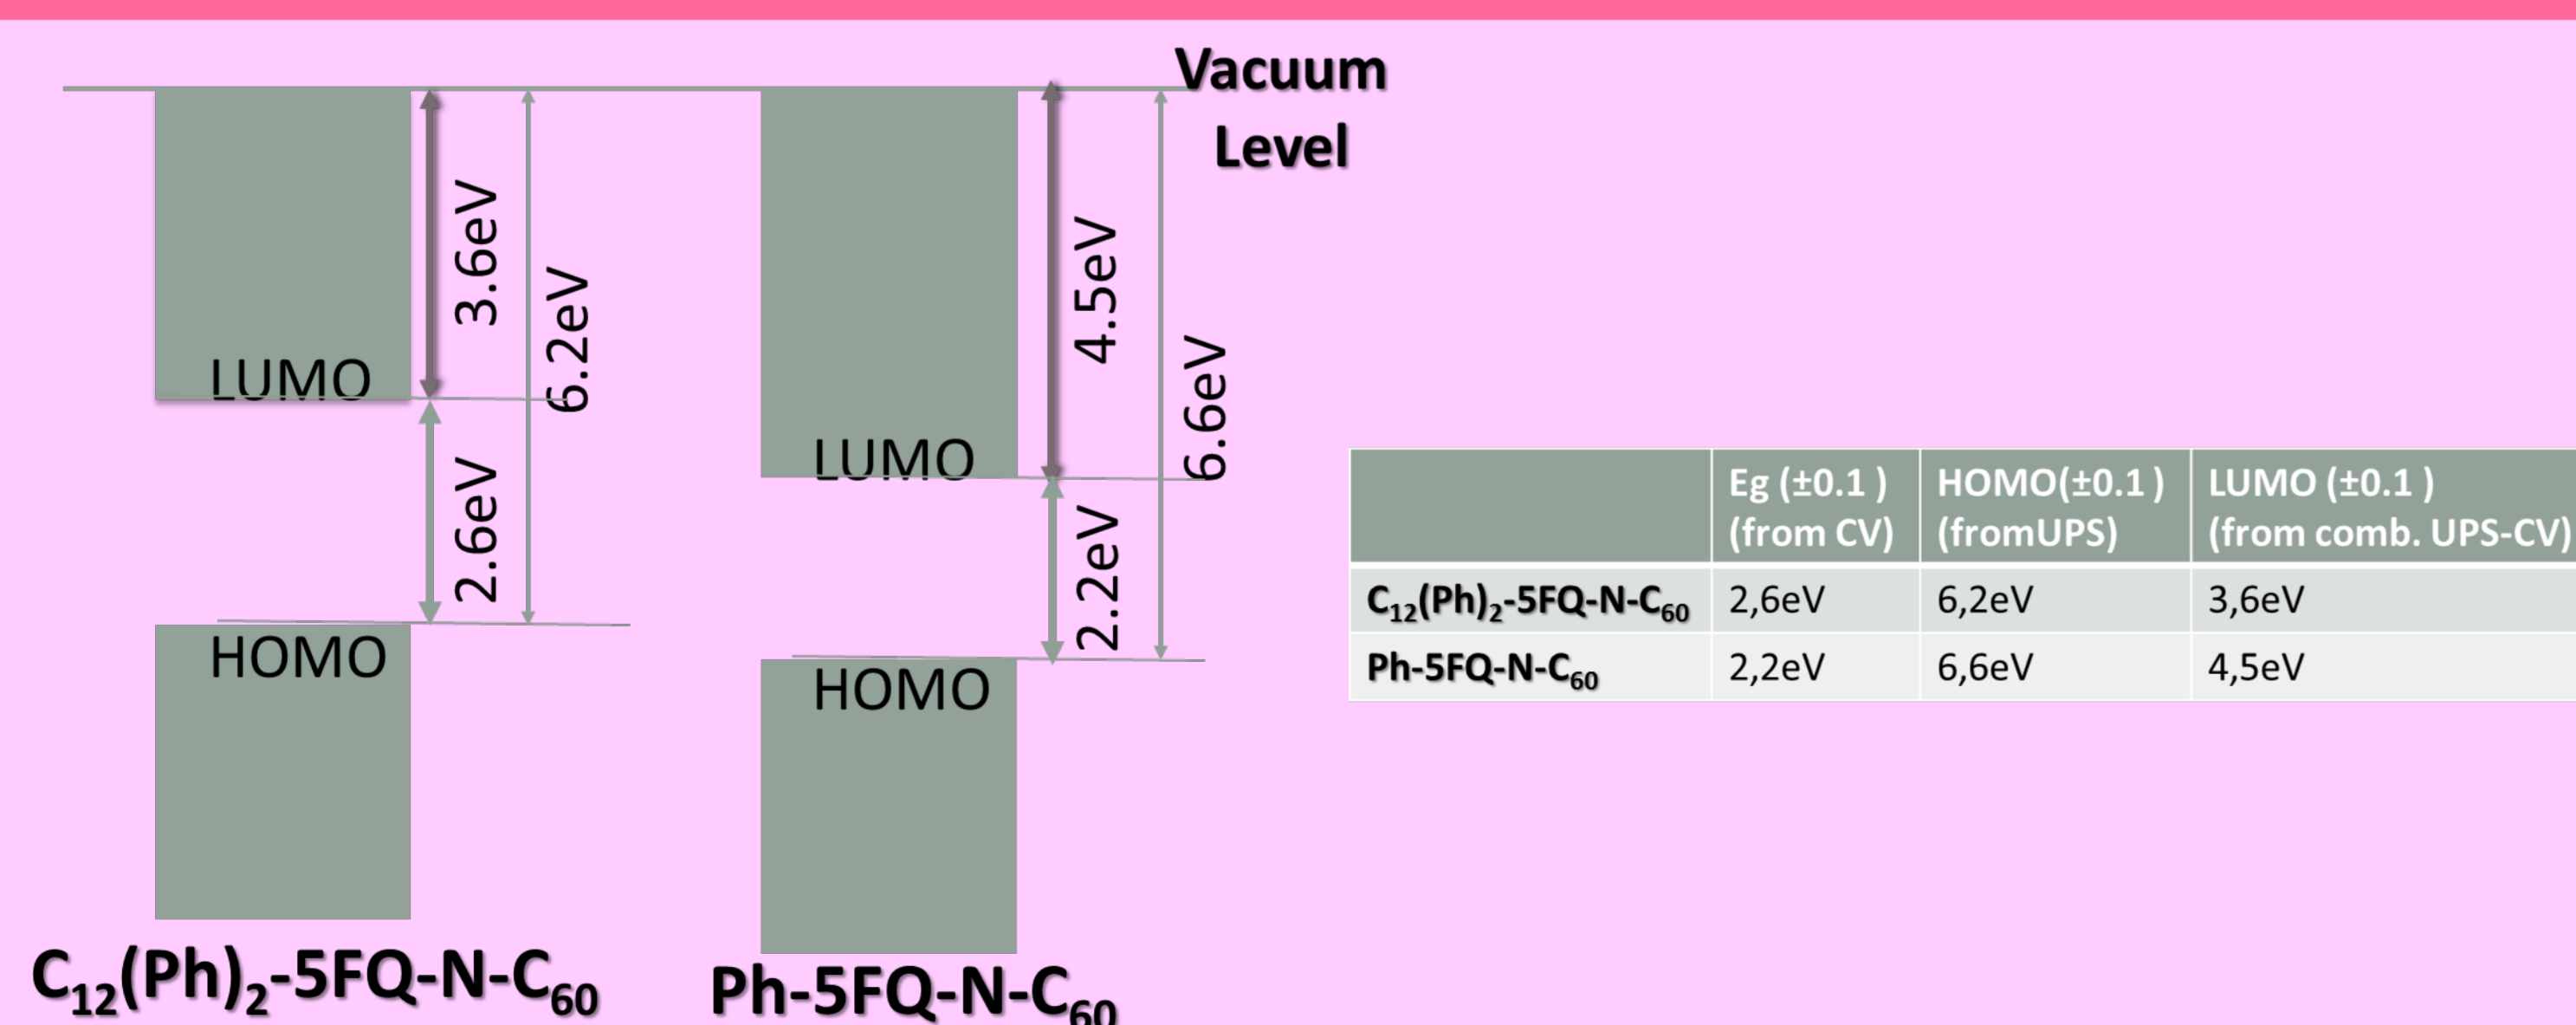 Vacuum
Level
3.6eV
6.2eV
LUMO
2.6eV
HOMO
C₁₂(Ph)₂-5FQ-N-C₆₀
4.5eV
6.6eV
LUMO
2.2eV
HOMO
Ph-5FQ-N-C₆₀
Eg (±0.1 ) (from CV) HOMO(±0.1 ) (fromUPS) LUMO (±0.1 ) (from comb. UPS-CV)
C₁₂(Ph)₂-5FQ-N-C₆₀ 2,6eV 6,2eV 3,6eV
Ph-5FQ-N-C₆₀ 2,2eV 6,6eV 4,5eV